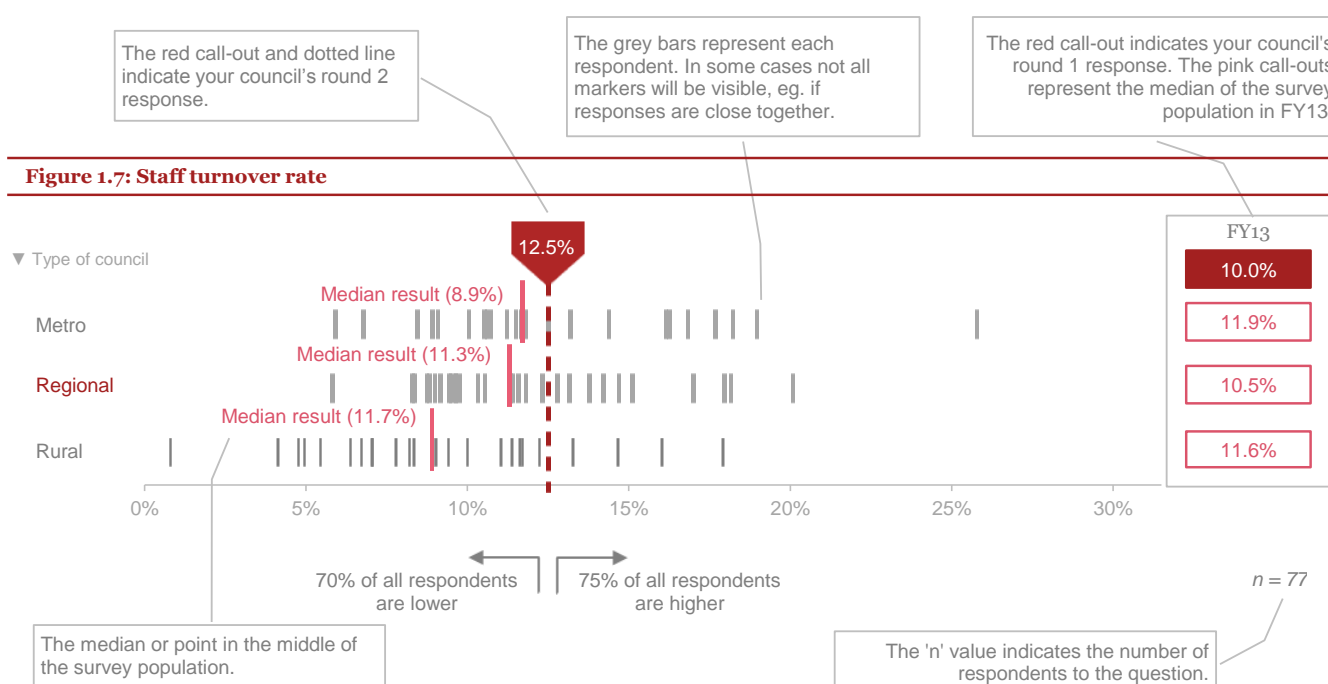 The red call-out and dotted line
indicate your council's round 2
response.
The grey bars represent each
respondent. In some cases not all
markers will be visible, eg. if
responses are close together.
The red call-out indicates your council's
round 1 response. The pink call-outs
represent the median of the survey
population in FY13
Figure 1.7: Staff turnover rate
▼ Type of council
12.5%
FY13
10.0%
Median result (8.9%)
Metro
11.9%
Median result (11.3%)
Regional
10.5%
Median result (11.7%)
Rural
11.6%
0% 5% 10% 15% 20% 25% 30%
70% of all respondents
are lower
75% of all respondents
are higher
n = 77
The median or point in the middle of
the survey population.
The 'n' value indicates the number of
respondents to the question.